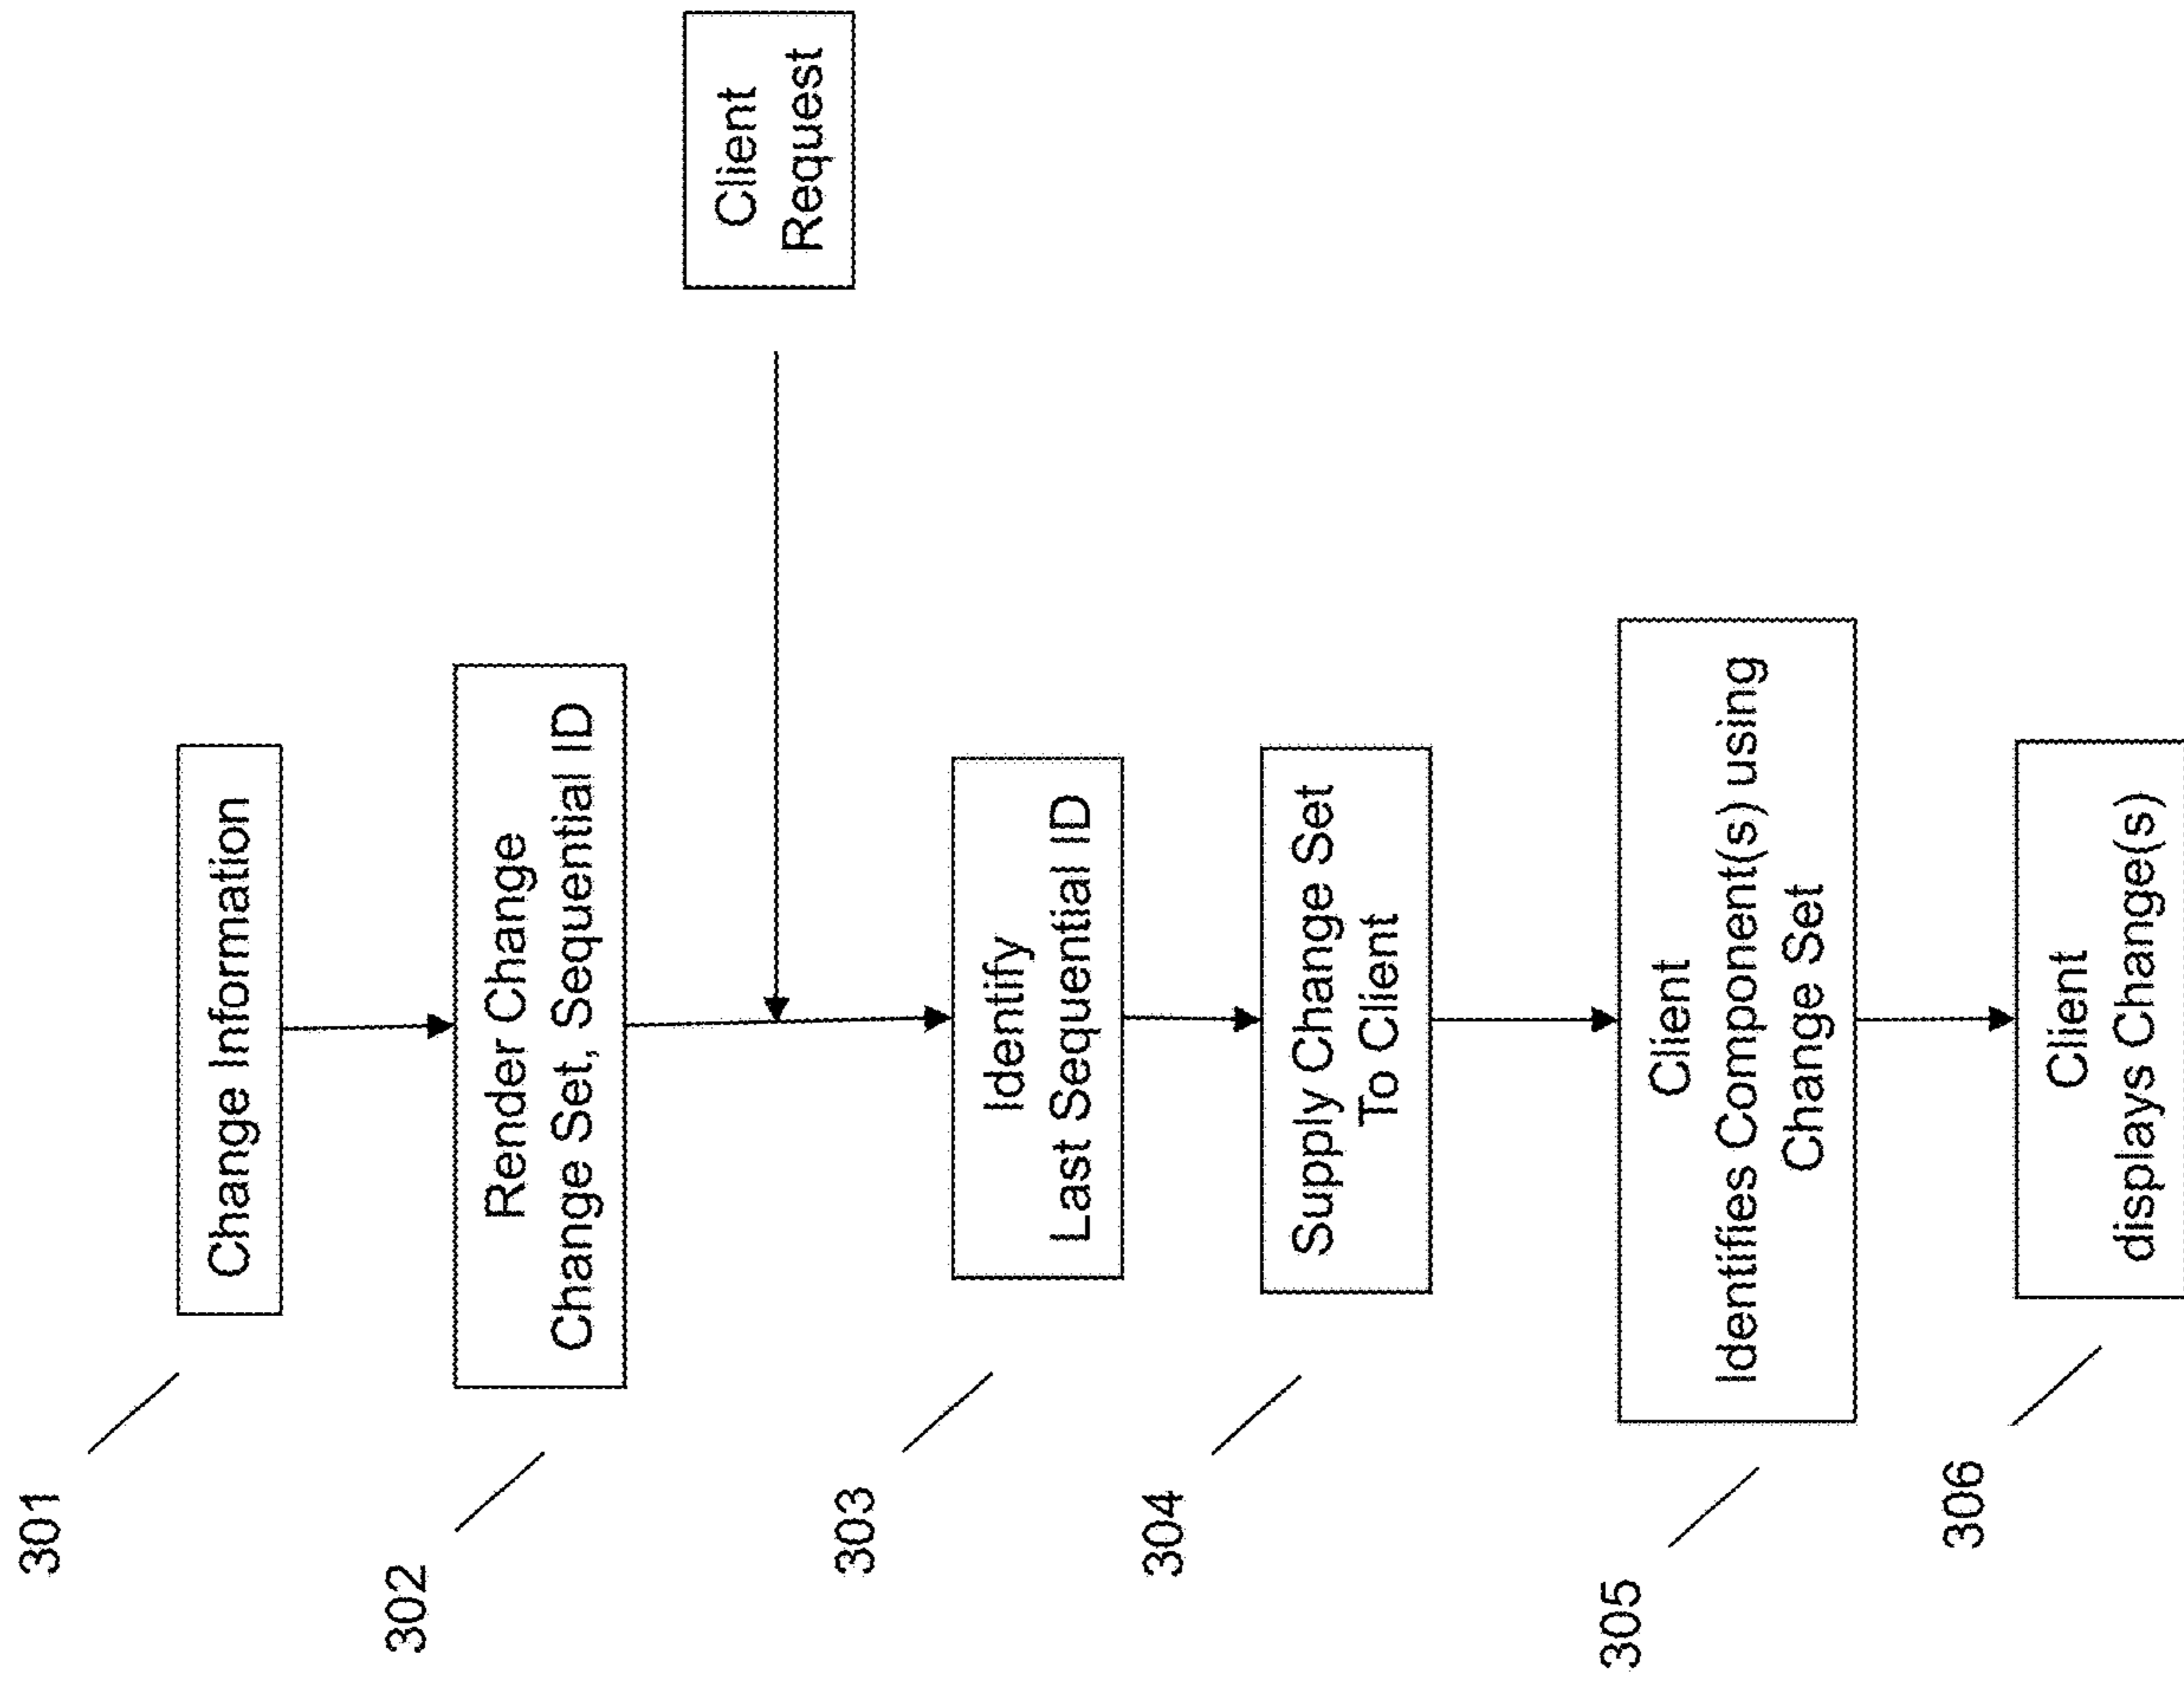 301
Change Information
302
Render Change
Change Set, Sequential ID
Client
Request
303
Identify
Last Sequential ID
304
Supply Change Set
To Client
305
Client
Identifies Component(s) using
Change Set
306
Client
displays Change(s)